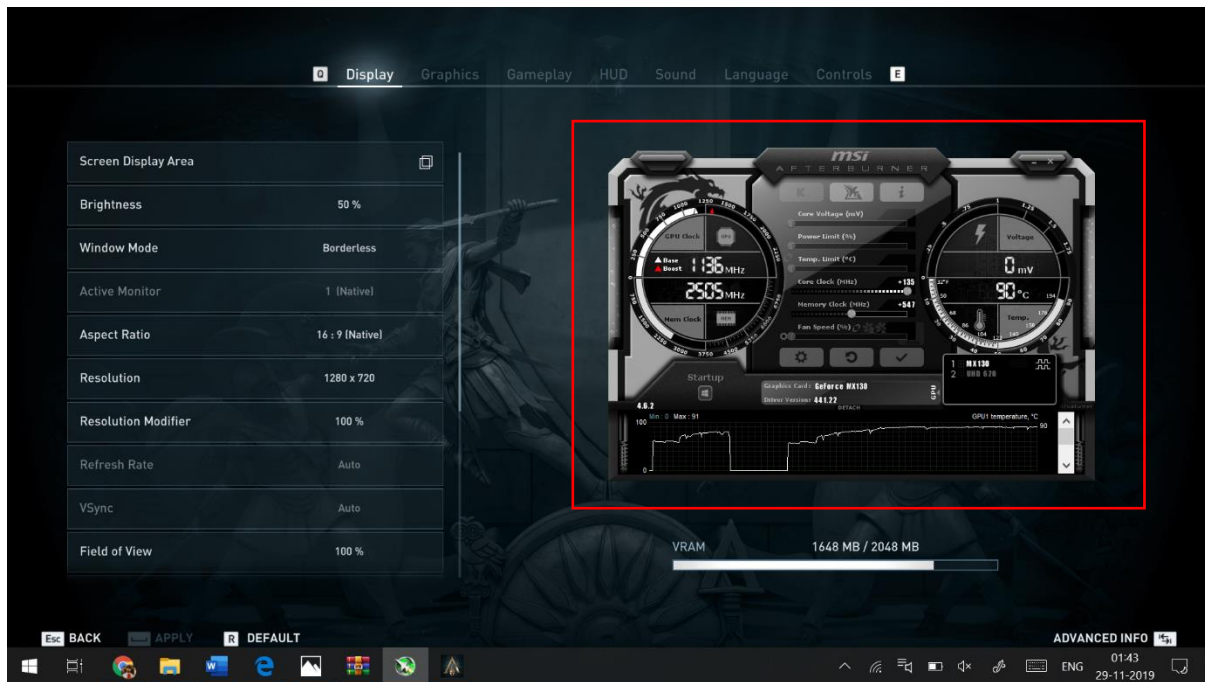 Q Display Graphics Gameplay HUD Sound Language Controls E
Screen Display Area
Brightness 50 %
Window Mode Borderless
Active Monitor 1 (Native)
Aspect Ratio 16 : 9 (Native)
Resolution 1280 x 720
Resolution Modifier 100 %
Refresh Rate Auto
VSync Auto
Field of View 100 %
msi
AFTERBURNER
K i
GPU Clock GPU
Base
Boost
1136 MHz
2505 MHz
Mem Clock MEM
Core Voltage (mV)
Power Limit (%)
Temp. Limit (°C)
Core Clock (MHz) +135
Memory Clock (MHz) +547
Fan Speed (%)
Voltage
0 mV
90 °C
Temp.
Startup
Graphics Card: GeForce MX130
Driver Version: 441.22
DETACH
GPU
1 MX130
2 UHD 620
4.6.2
100 Min : 0 Max : 91 GPU1 temperature, °C
90
0
VRAM 1648 MB / 2048 MB
Esc BACK APPLY R DEFAULT ADVANCED INFO
ENG 01:43
29-11-2019